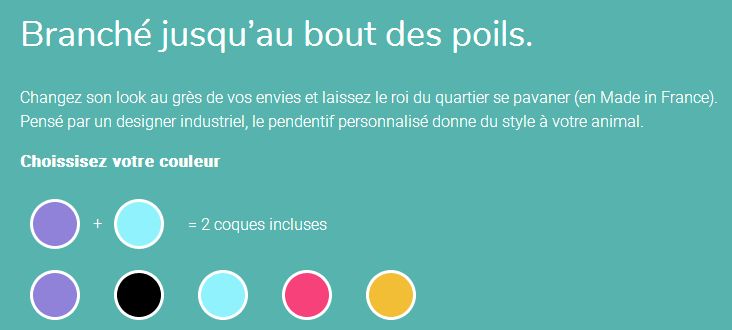 Branché jusqu’au bout des poils.
Changez son look au grès de vos envies et laissez le roi du quartier se pavaner (en Made in France).
Pensé par un designer industriel, le pendentif personnalisé donne du style à votre animal.
Choissisez votre couleur
+ = 2 coques incluses